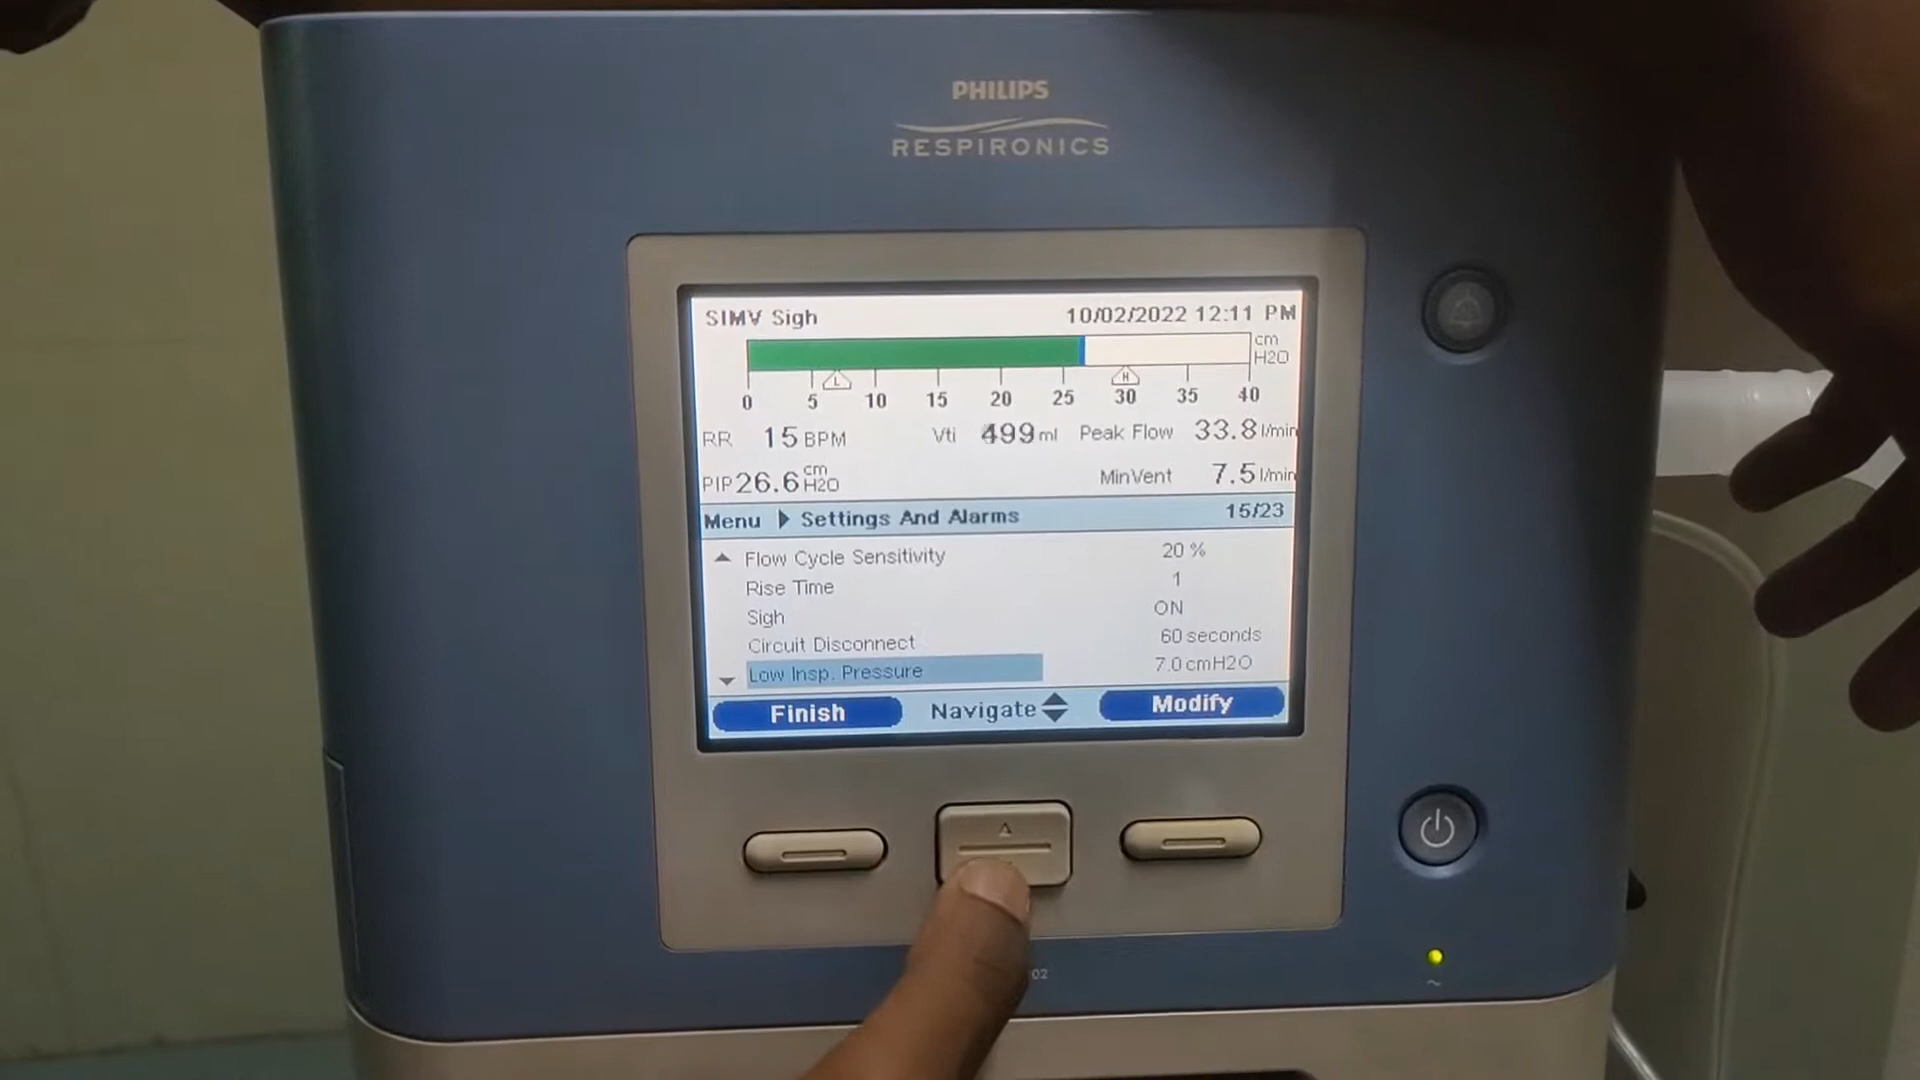 PHILIPS
RESPIRONICS
SIMV Sigh 10/02/2022 12:11 PM
cm
H2O
L H
0 5 10 15 20 25 30 35 40
RR 15 BPM Vti 499 ml Peak Flow 33.8 l/min
PIP 26.6 cm H2O MinVent 7.5 l/min
Menu Settings And Alarms 15/23
Flow Cycle Sensitivity 20 %
Rise Time 1
Sigh ON
Circuit Disconnect 60 seconds
Low Insp. Pressure 7.0 cmH2O
Finish Navigate Modify